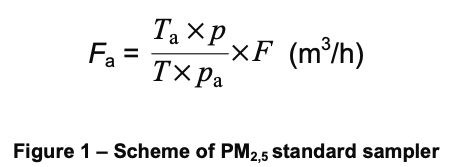 Fₐ = Tₐ × p / T × pₐ × F (m³/h)
Figure 1 – Scheme of PM₂,₅ standard sampler